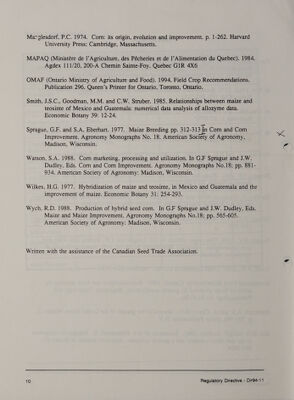 Mangelsdorf, P.C. 1974. Corn: its origin, evolution and improvement. p. 1-262. Harvard
University Press: Cambridge, Massachusetts.
MAPAQ (Ministère de l'Agriculture, des Pêcheries et de l'Alimentation du Quebec). 1984.
Agdex 111/20, 200-A Chemin Sainte-Foy, Quebec G1R 4X6
OMAF (Ontario Ministry of Agriculture and Food). 1994. Field Crop Recommendations.
Publication 296. Queen's Printer for Ontario, Toronto, Ontario.
Smith, J.S.C., Goodman, M.M. and C.W. Struber. 1985. Relationships between maize and
teosinte of Mexico and Guatemala: numerical data analysis of allozyme data.
Economic Botany 39: 12-24.
Sprague, G.F. and S.A. Eberhart. 1977. Maize Breeding pp. 312-313 In Corn and Corn
Improvement. Agronomy Monographs No. 18. American Society of Agronomy,
Madison, Wisconsin.
Watson, S.A. 1988. Corn marketing, processing and utilization. In G.F Sprague and J.W.
Dudley, Eds. Corn and Corn Improvement. Agronomy Monographs No.18: pp. 881-
934. American Society of Agronomy: Madison, Wisconsin.
Wilkes, H.G. 1977. Hybridization of maize and teosinte, in Mexico and Guatemala and the
improvement of maize. Economic Botany 31: 254-293.
Wych, R.D. 1988. Production of hybrid seed corn. In G.F Sprague and J.W. Dudley, Eds.
Maize and Maize Improvement, Agronomy Monographs No.18: pp. 565-605.
American Society of Agronomy: Madison, Wisconsin.
Written with the assistance of the Canadian Seed Trade Association.
10 Regulatory Directive - Dir94-11